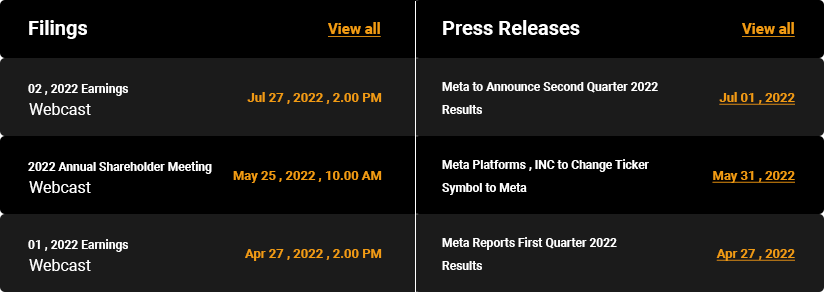 Filings
View all
02 , 2022 Earnings
Webcast
Jul 27 , 2022 , 2.00 PM
2022 Annual Shareholder Meeting
Webcast
May 25 , 2022 , 10.00 AM
01 , 2022 Earnings
Webcast
Apr 27 , 2022 , 2.00 PM
Press Releases
View all
Meta to Announce Second Quarter 2022
Results
Jul 01 , 2022
Meta Platforms , INC to Change Ticker
Symbol to Meta
May 31 , 2022
Meta Reports First Quarter 2022
Results
Apr 27 , 2022